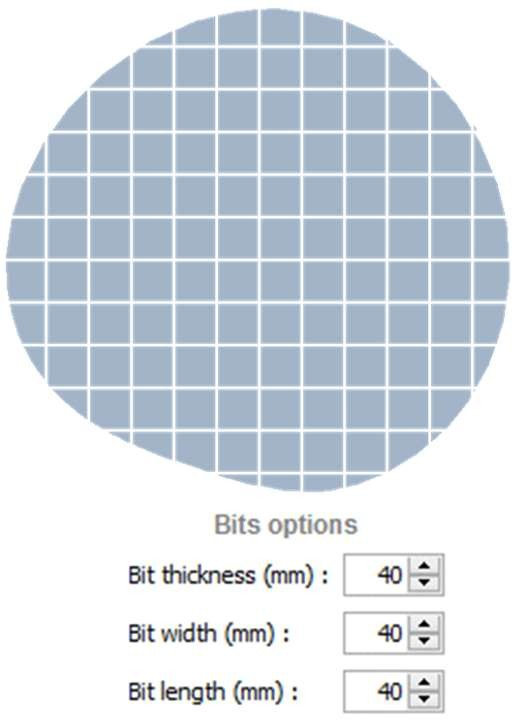 Bits options
Bit thickness (mm) : 40
Bit width (mm) : 40
Bit length (mm) : 40